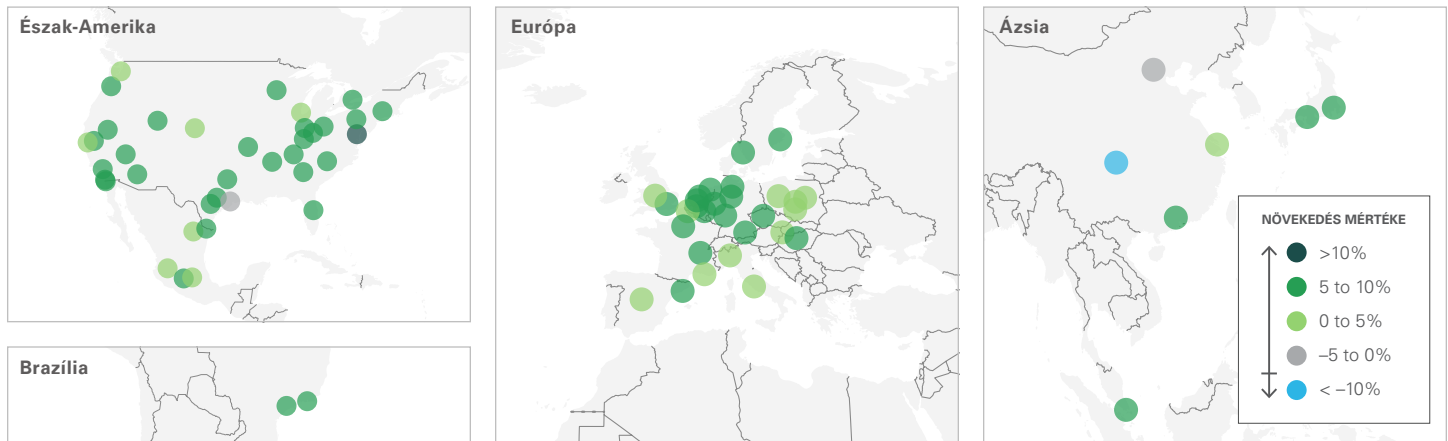 Észak-Amerika
Európa
Ázsia
Brazília
NÖVEKEDÉS MÉRTÉKE
>10%
5 to 10%
0 to 5%
–5 to 0%
< –10%